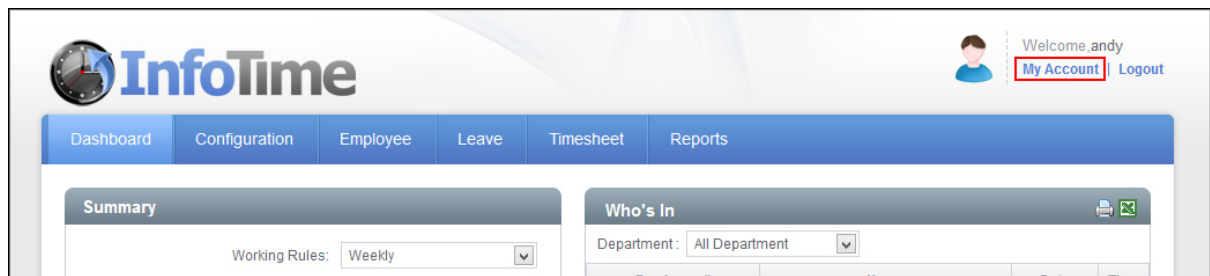 InfoTime
Welcome,andy
My Account | Logout
Dashboard Configuration Employee Leave Timesheet Reports
Summary
Working Rules: Weekly
Who's In
Department : All Department